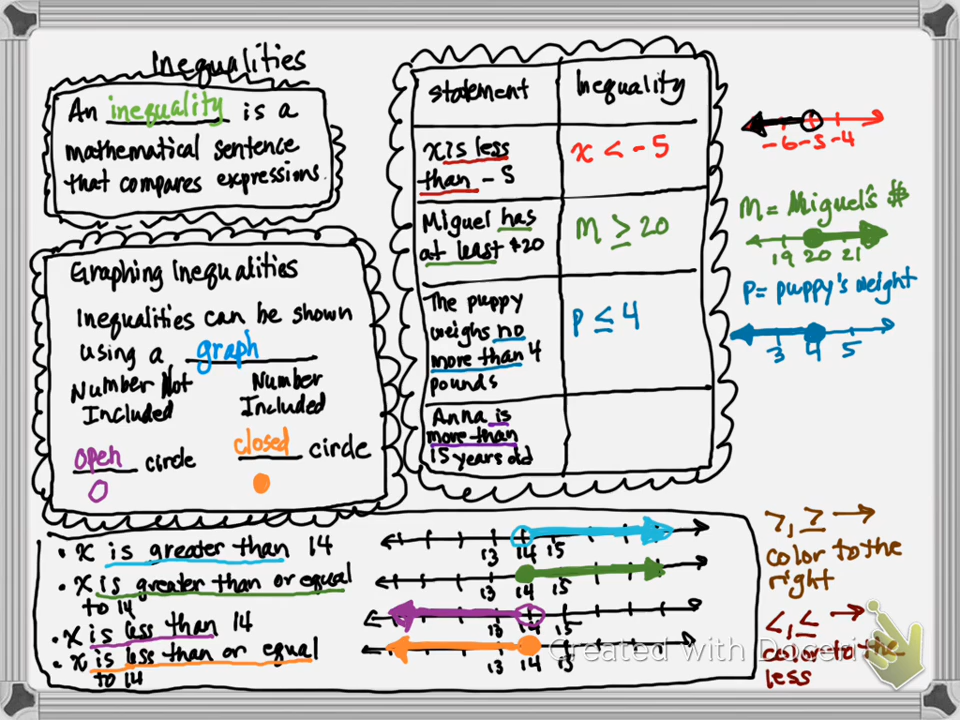 Inequalities
An inequality is a
mathematical sentence
that compares expressions.
Graphing Inequalities
Inequalities can be shown
using a graph
Number Not
Included
Number
Included
open circle
closed circle
statement
Inequality
x is less
than - 5
x < - 5
Miguel has
at least $20
M ≥ 20
The puppy
weighs no
more than 4
pounds
P ≤ 4
Anna is
more than
15 years old
-6 -5 -4
M = Miguel's $
19 20 21
P = puppy's weight
3 4 5
• x is greater than 14
13 14 15
• x is greater than or equal
to 14
13 14 15
• x is less than 14
13 14 15
• x is less than or equal
to 14
13 14 15
>, ≥ →
color to the
right
<, ≤ →
color to the
less
Created with Doceri